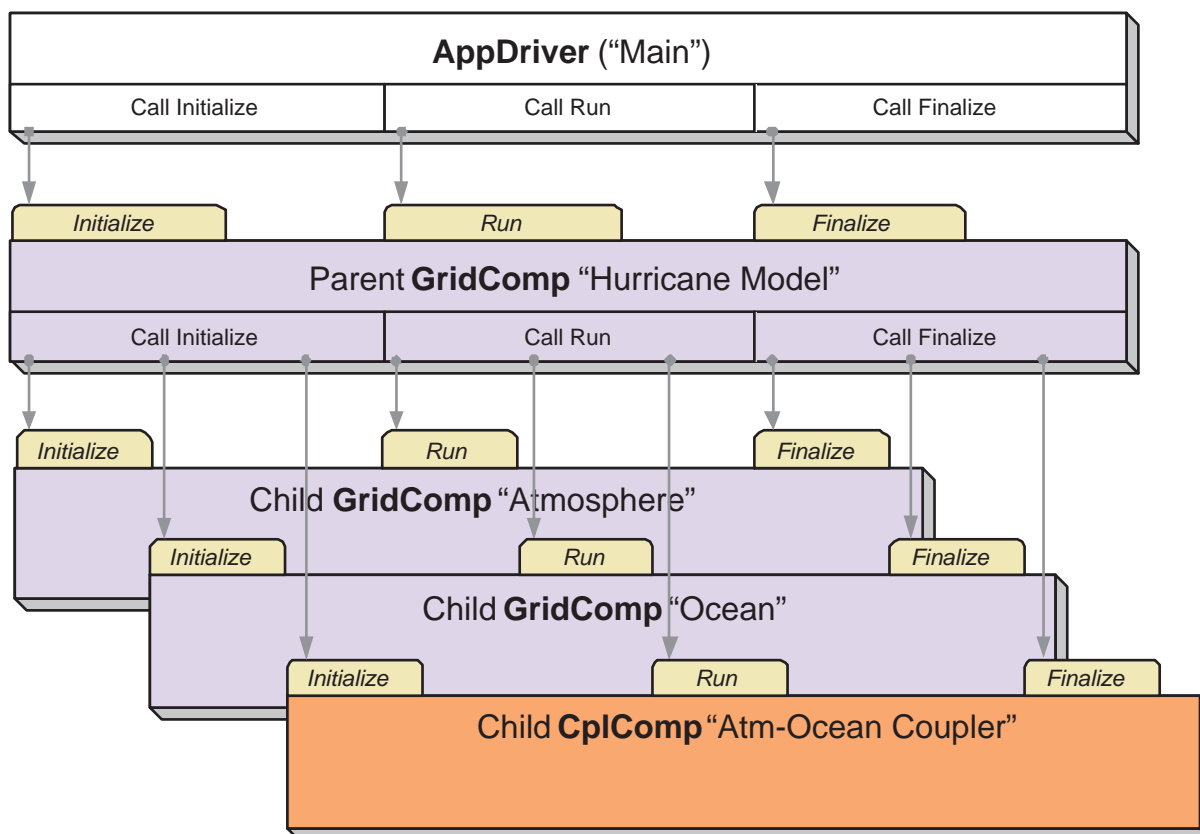 AppDriver (“Main”)
Call Initialize
Call Run
Call Finalize
Initialize
Run
Finalize
Parent GridComp “Hurricane Model”
Call Initialize
Call Run
Call Finalize
Initialize
Run
Finalize
Child GridComp “Atmosphere”
Initialize
Run
Finalize
Child GridComp “Ocean”
Initialize
Run
Finalize
Child CplComp “Atm-Ocean Coupler”